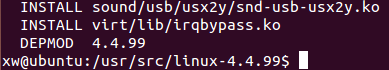 INSTALL sound/usb/usx2y/snd-usb-usx2y.ko
INSTALL virt/lib/irqbypass.ko
DEPMOD  4.4.99
xw@ubuntu:/usr/src/linux-4.4.99$